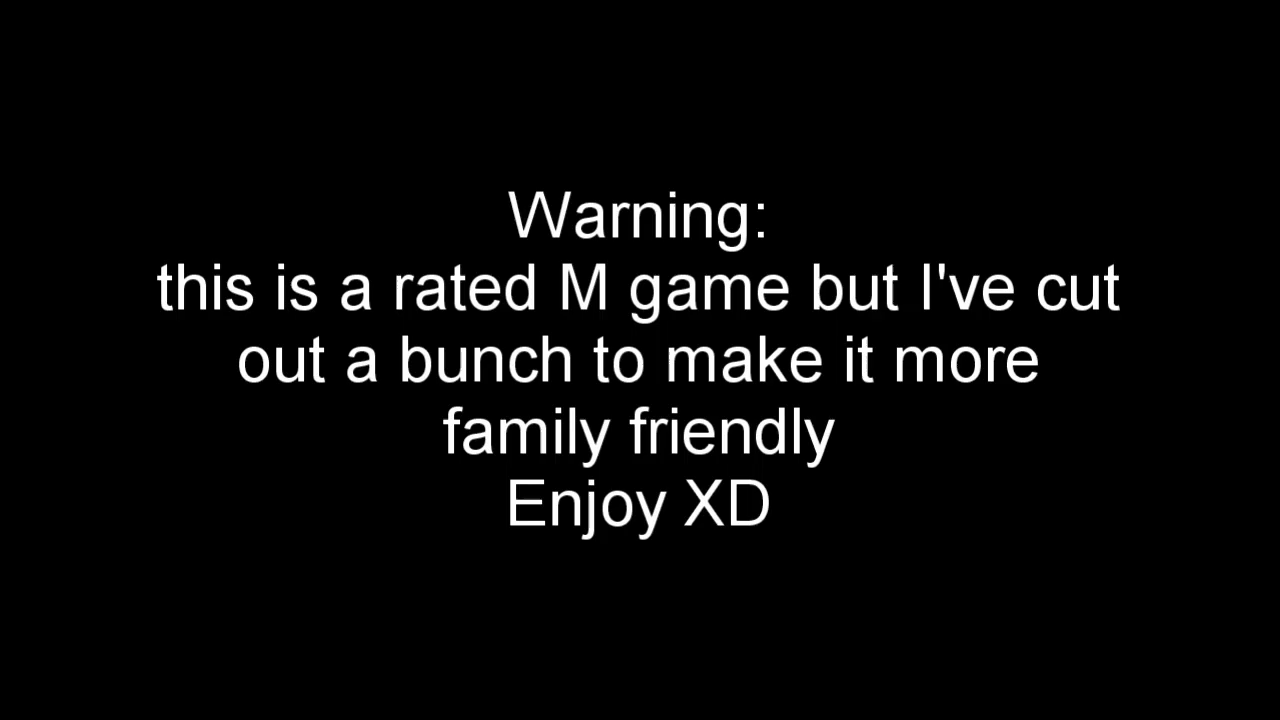 Warning:
this is a rated M game but I've cut
out a bunch to make it more
family friendly
Enjoy XD